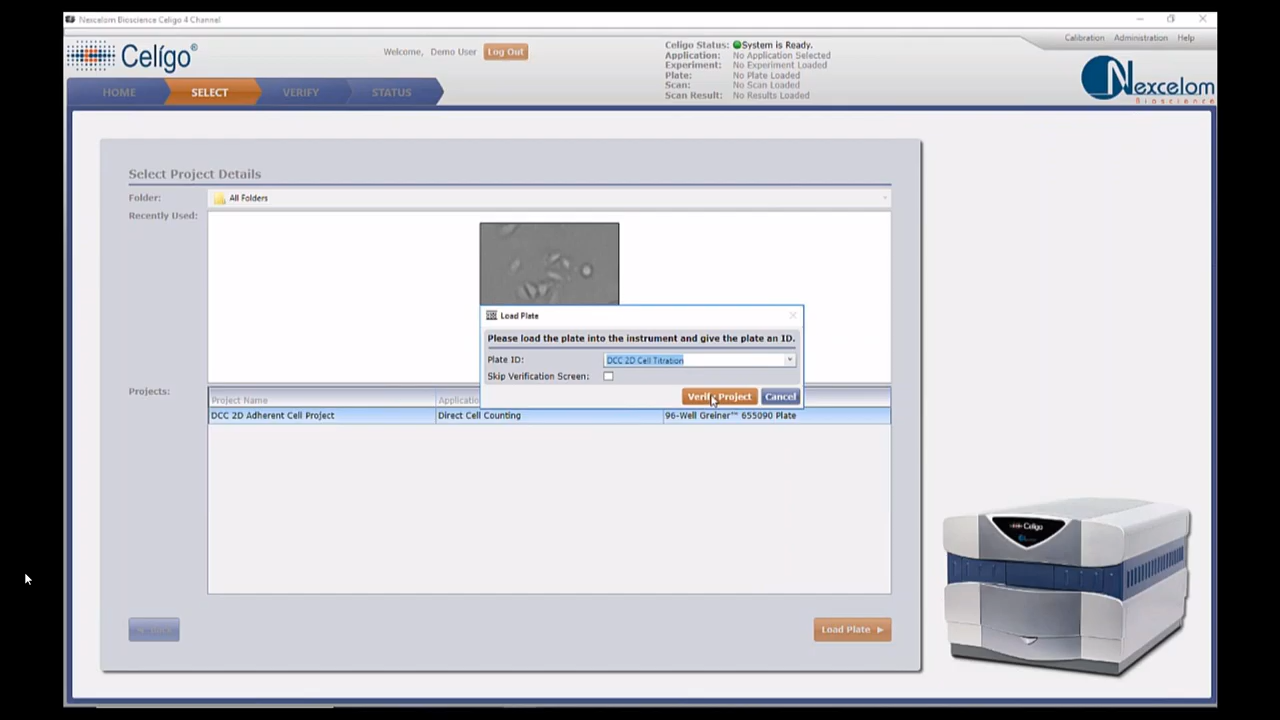 Nexcelom Bioscience Celigo 4 Channel
Calibration Administration Help
Celígo®
Welcome, Demo User Log Out
Celigo Status: System is Ready.
Application: No Application Selected
Experiment: No Experiment Loaded
Plate: No Plate Loaded
Scan: No Scan Loaded
Scan Result: No Results Loaded
Nexcelom
Bioscience
HOME SELECT VERIFY STATUS
Select Project Details
Folder: All Folders
Recently Used:
Load Plate
Please load the plate into the instrument and give the plate an ID.
Plate ID: DCC 2D Cell Titration
Skip Verification Screen:
Verify Project Cancel
Projects:
Project Name
DCC 2D Adherent Cell Project Direct Cell Counting 96-Well Greiner™ 655090 Plate
Load Plate
Celigo